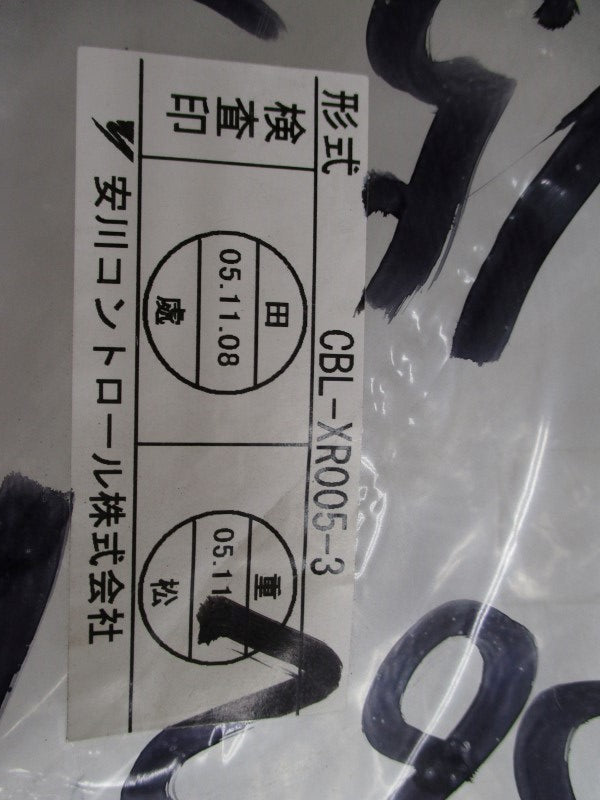 形式 CBL-XR005-3
検査印
田
05.11.08
處
重
05.11
松
安川コントロール株式会社